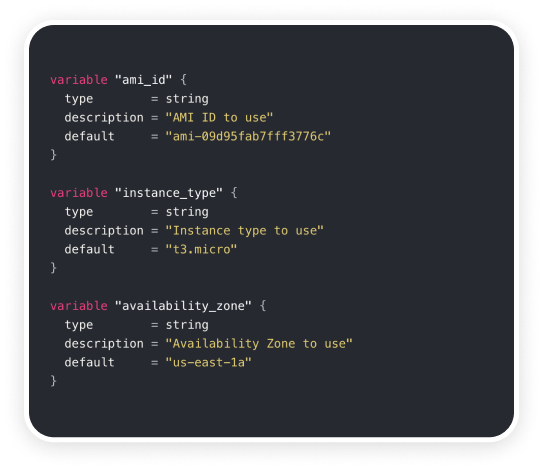 variable "ami_id" {
  type        = string
  description = "AMI ID to use"
  default     = "ami-09d95fab7fff3776c"
}

variable "instance_type" {
  type        = string
  description = "Instance type to use"
  default     = "t3.micro"
}

variable "availability_zone" {
  type        = string
  description = "Availability Zone to use"
  default     = "us-east-1a"
}